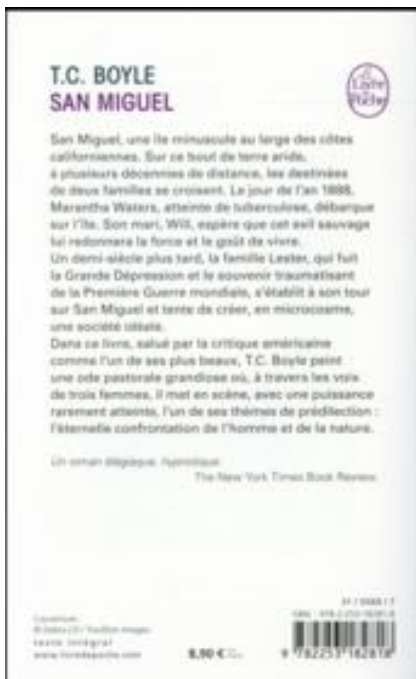 T.C. BOYLE
SAN MIGUEL
Le
Livre
de
Poche
San Miguel, une île minuscule au large des côtes
californiennes. Sur ce bout de terre aride,
à plusieurs décennies de distance, les destinées
de deux familles se croisent. Le jour de l'an 1888,
Marantha Waters, atteinte de tuberculose, débarque
sur l'île. Son mari, Will, espère que cet exil sauvage
lui redonnera la force et le goût de vivre.
Un demi-siècle plus tard, la famille Lester, qui fuit
la Grande Dépression et le souvenir traumatisant
de la Première Guerre mondiale, s'établit à son tour
sur San Miguel et tente de créer, en microcosme,
une société idéale.
Dans ce livre, salué par la critique américaine
comme l'un de ses plus beaux, T.C. Boyle peint
une ode pastorale grandiose où, à travers les voix
de trois femmes, il met en scène, avec une puissance
rarement atteinte, l'un de ses thèmes de prédilection :
l'éternelle confrontation de l'homme et de la nature.
Un roman élégiaque, hypnotique.
The New York Times Book Review.
Couverture :
texte intégral
www.livredepoche.com
8,90 €
9 782253 182818